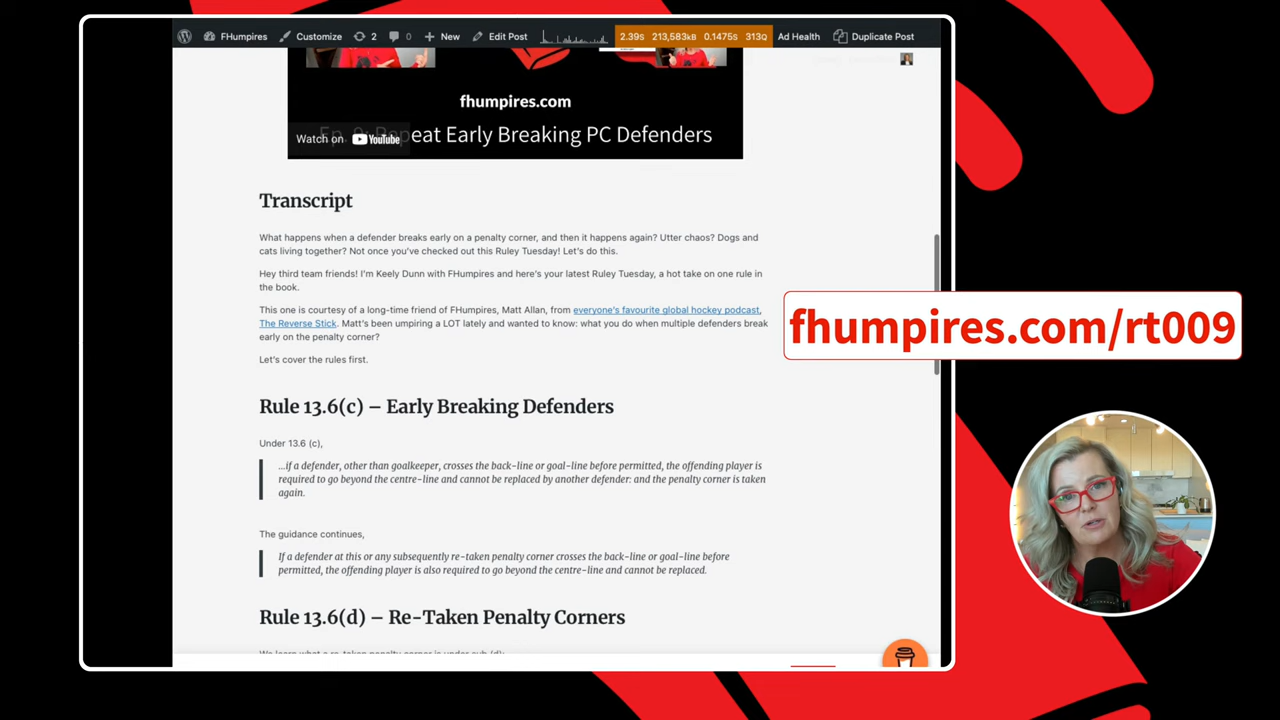 FHumpires
Customize
2
0
New
Edit Post
2.39S 213,583KB 0.1475S 313Q
Ad Health
Duplicate Post
fhumpires.com
Watch on YouTube
Repeat Early Breaking PC Defenders
Transcript
What happens when a defender breaks early on a penalty corner, and then it happens again? Utter chaos? Dogs and
cats living together? Not once you've checked out this Ruley Tuesday! Let's do this.
Hey third team friends! I'm Keely Dunn with FHumpires and here's your latest Ruley Tuesday, a hot take on one rule in
the book.
This one is courtesy of a long-time friend of FHumpires, Matt Allan, from everyone's favourite global hockey podcast,
The Reverse Stick. Matt's been umpiring a LOT lately and wanted to know: what you do when multiple defenders break
early on the penalty corner?
Let's cover the rules first.
fhumpires.com/rt009
Rule 13.6(c) – Early Breaking Defenders
Under 13.6 (c),
...if a defender, other than goalkeeper, crosses the back-line or goal-line before permitted, the offending player is
required to go beyond the centre-line and cannot be replaced by another defender: and the penalty corner is taken
again.
The guidance continues,
If a defender at this or any subsequently re-taken penalty corner crosses the back-line or goal-line before
permitted, the offending player is also required to go beyond the centre-line and cannot be replaced.
Rule 13.6(d) – Re-Taken Penalty Corners
We learn what a re-taken penalty corner is under sub (d):